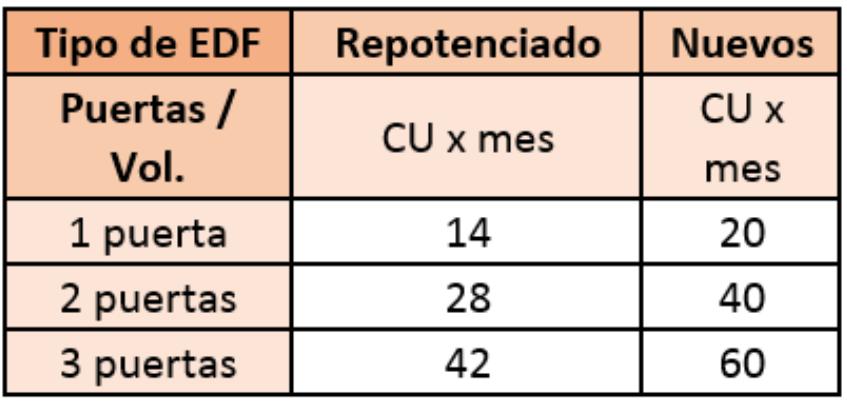 Tipo de EDF Repotenciado Nuevos
Puertas / Vol. CU x mes CU x mes
1 puerta 14 20
2 puertas 28 40
3 puertas 42 60